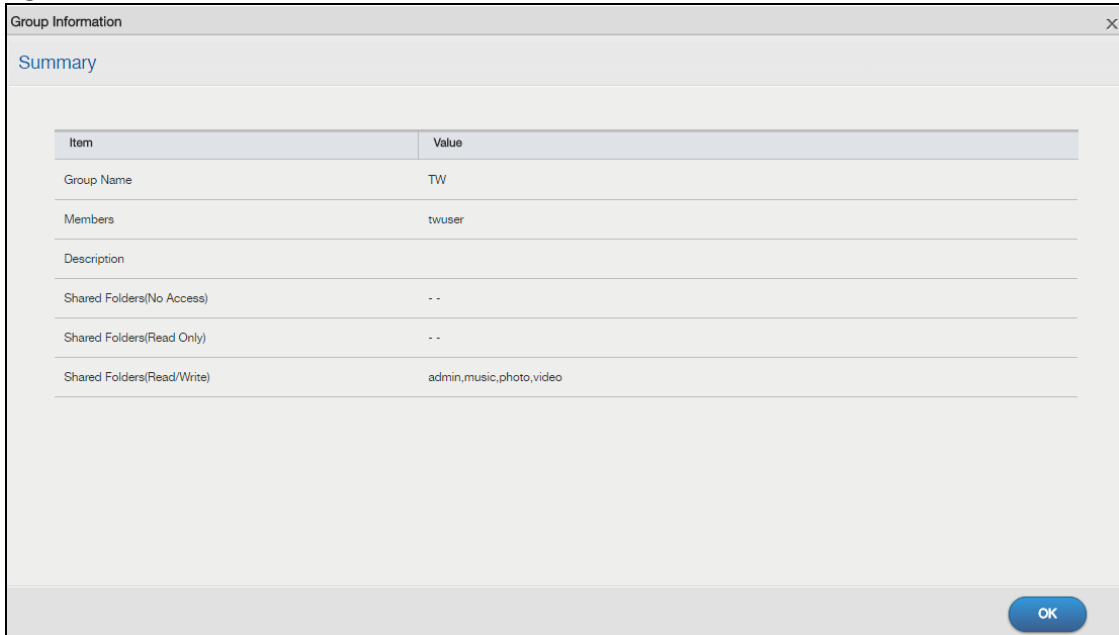 Group Information X
Summary
Item Value
Group Name TW
Members twuser
Description
Shared Folders(No Access) - -
Shared Folders(Read Only) - -
Shared Folders(Read/Write) admin,music,photo,video
OK